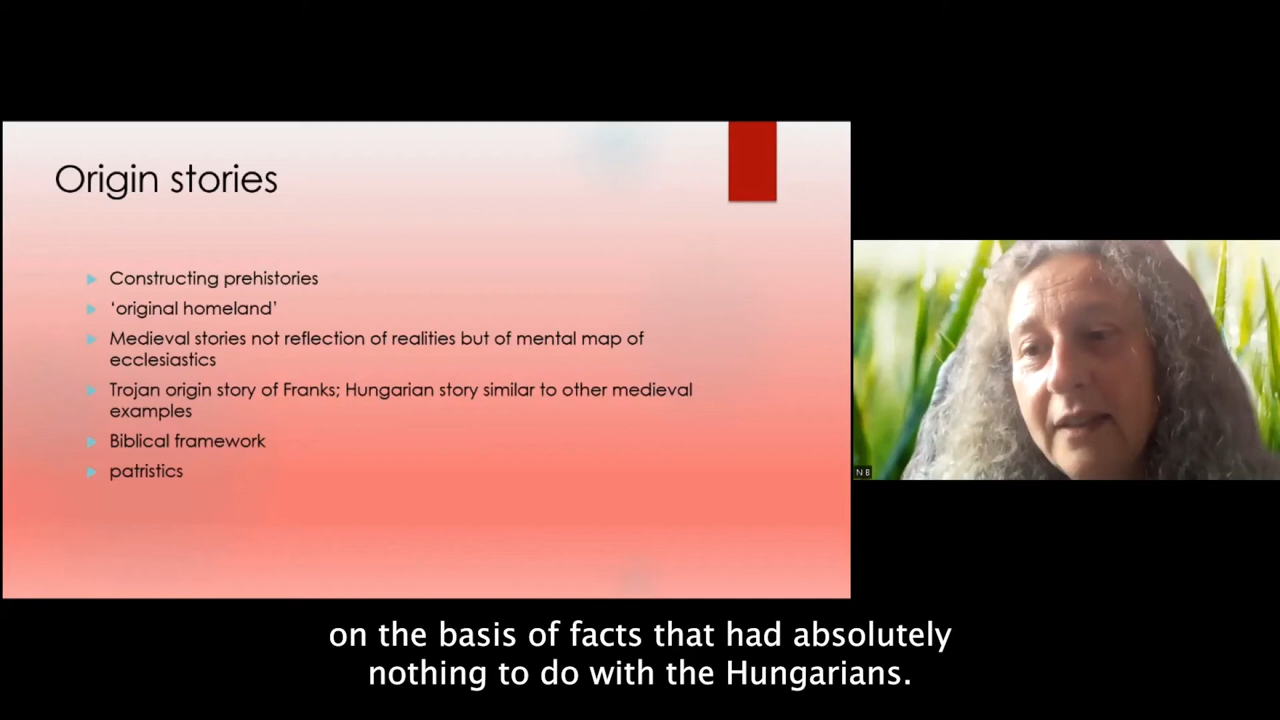 Origin stories
Constructing prehistories
‘original homeland’
Medieval stories not reflection of realities but of mental map of
ecclesiastics
Trojan origin story of Franks; Hungarian story similar to other medieval
examples
Biblical framework
patristics
N B
on the basis of facts that had absolutely
nothing to do with the Hungarians.